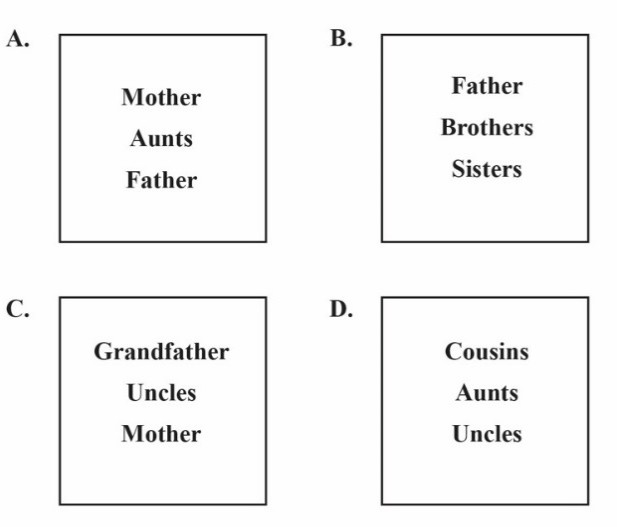 A.
Mother
Aunts
Father
B.
Father
Brothers
Sisters
C.
Grandfather
Uncles
Mother
D.
Cousins
Aunts
Uncles